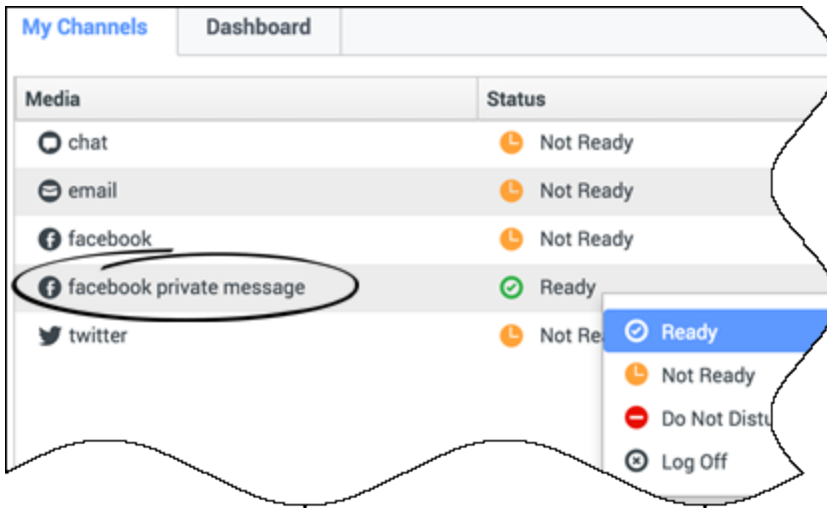 My Channels Dashboard
Media Status
chat Not Ready
email Not Ready
facebook Not Ready
facebook private message Ready
twitter Not Re
Ready
Not Ready
Do Not Distu
Log Off